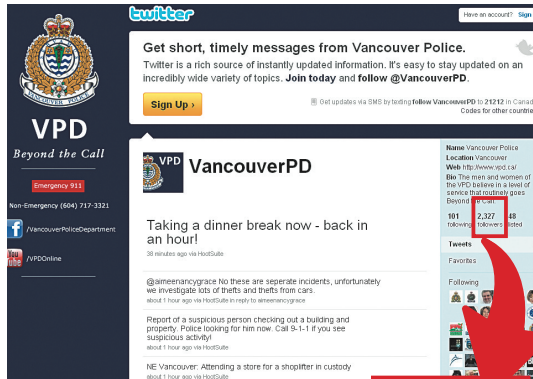 twitter
Have an account? Sign
Get short, timely messages from Vancouver Police.
Twitter is a rich source of instantly updated information. It's easy to stay updated on an
incredibly wide variety of topics. Join today and follow @VancouverPD.
Sign Up ›
Get updates via SMS by texting follow VancouverPD to 21212 in Canad
Codes for other countrie
VANCOUVER POLICE
VPD
Beyond the Call
Emergency 911
Non-Emergency (604) 717-3321
/VancouverPoliceDepartment
You
Tube
/VPDOnline
VPD
VancouverPD
Taking a dinner break now - back in
an hour!
38 minutes ago via HootSuite
@aimeenancygrace No these are seperate incidents, unfortunately
we investigate lots of thefts and thefts from cars.
about 1 hour ago via HootSuite in reply to aimeenancygrace
Report of a suspicious person checking out a building and
property. Police looking for him now. Call 9-1-1 if you see
suspicious activity!
about 1 hour ago via HootSuite
NE Vancouver: Attending a store for a shoplifter in custody
about 1 hour ago via HootSuite
Name Vancouver Police
Location Vancouver
Web http://www.vpd.ca/
Bio The men and women of
the VPD believe in a level of
service that routinely goes
Beyond the Call.
101 2,327 48
following followers listed
Tweets
Favorites
Following